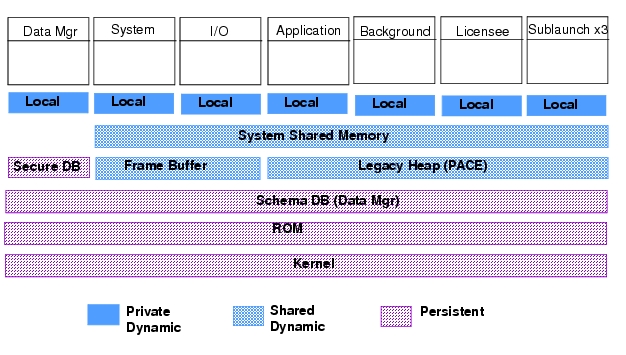 Data Mgr System I/O Application Background Licensee Sublaunch x3
Local Local Local Local Local Local Local
System Shared Memory
Secure DB Frame Buffer Legacy Heap (PACE)
Schema DB (Data Mgr)
ROM
Kernel
Private Dynamic
Shared Dynamic
Persistent